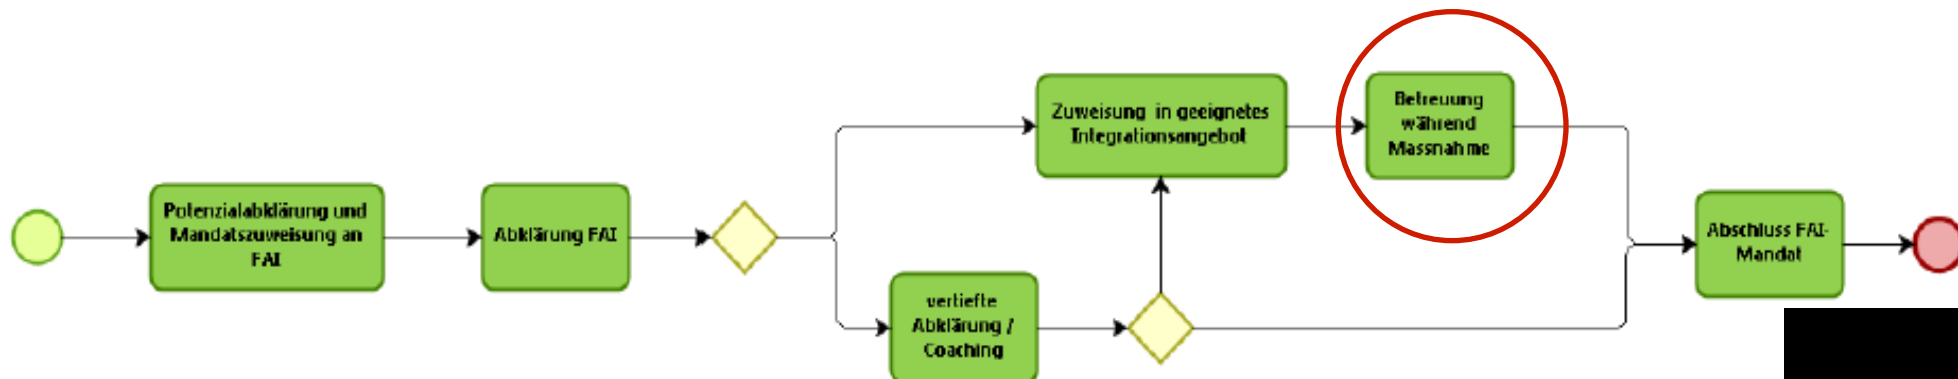 Potenzialabklärung und
Mandatszuweisung an
FAI
Abklärung FAI
Zuweisung in geeignetes
Integrationsangebot
Betreuung
während
Massnahme
vertiefte
Abklärung /
Coaching
Abschluss FAI-
Mandat